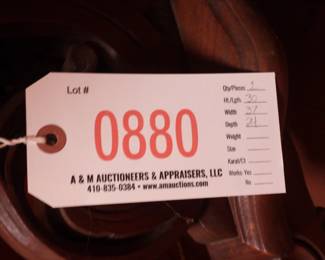 Lot #
0880
A & M AUCTIONEERS & APPRAISERS, LLC
410-835-0384 • www.amauctions.com
Qty/Pieces 1
Ht./Lgth. 30
Width 37
Depth 21
Weight
Size
Karat/Ct
Works Yes
No